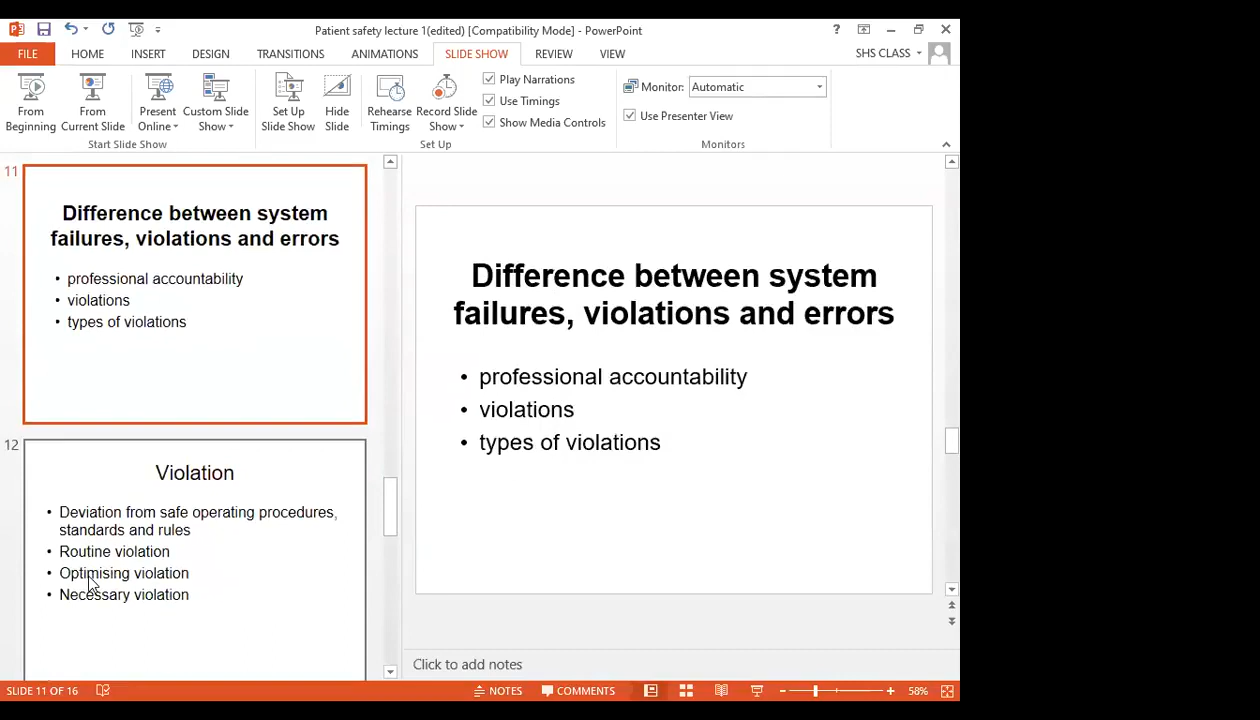 Patient safety lecture 1(edited) [Compatibility Mode] - PowerPoint
?
FILE
HOME
INSERT
DESIGN
TRANSITIONS
ANIMATIONS
SLIDE SHOW
REVIEW
VIEW
SHS CLASS
From Beginning
From Current Slide
Present Online
Custom Slide Show
Set Up Slide Show
Hide Slide
Rehearse Timings
Record Slide Show
Play Narrations
Use Timings
Show Media Controls
Monitor: Automatic
Use Presenter View
Start Slide Show
Set Up
Monitors
11
Difference between system
failures, violations and errors
• professional accountability
• violations
• types of violations
12
Violation
• Deviation from safe operating procedures,
standards and rules
• Routine violation
• Optimising violation
• Necessary violation
Difference between system
failures, violations and errors
• professional accountability
• violations
• types of violations
Click to add notes
SLIDE 11 OF 16
NOTES
COMMENTS
58%